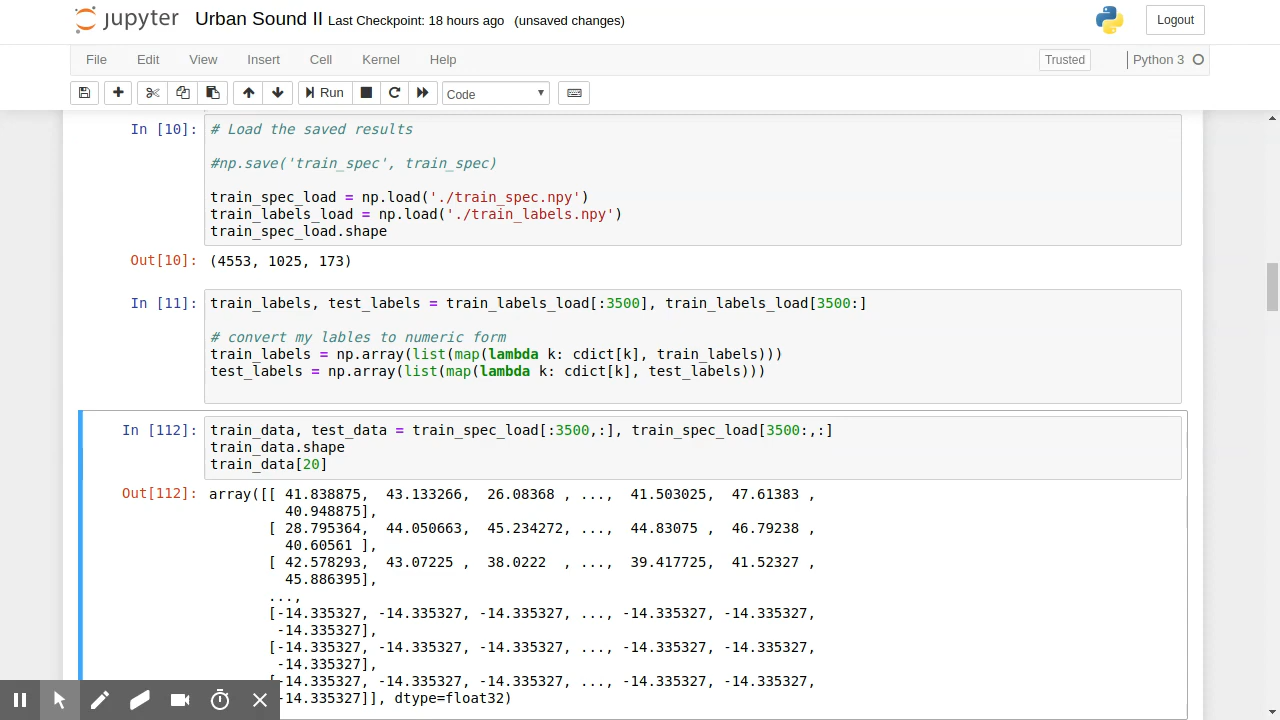 jupyter Urban Sound II Last Checkpoint: 18 hours ago (unsaved changes) Logout
File Edit View Insert Cell Kernel Help Trusted Python 3
Run Code
In [10]: # Load the saved results
#np.save('train_spec', train_spec)
train_spec_load = np.load('./train_spec.npy')
train_labels_load = np.load('./train_labels.npy')
train_spec_load.shape
Out[10]: (4553, 1025, 173)
In [11]: train_labels, test_labels = train_labels_load[:3500], train_labels_load[3500:]
# convert my lables to numeric form
train_labels = np.array(list(map(lambda k: cdict[k], train_labels)))
test_labels = np.array(list(map(lambda k: cdict[k], test_labels)))
In [112]: train_data, test_data = train_spec_load[:3500,:], train_spec_load[3500:,:]
train_data.shape
train_data[20]
Out[112]: array([[ 41.838875, 43.133266, 26.08368 , ..., 41.503025, 47.61383 ,
40.948875],
[ 28.795364, 44.050663, 45.234272, ..., 44.83075 , 46.79238 ,
40.60561 ],
[ 42.578293, 43.07225 , 38.0222 , ..., 39.417725, 41.52327 ,
45.886395],
...,
[-14.335327, -14.335327, -14.335327, ..., -14.335327, -14.335327,
-14.335327],
[-14.335327, -14.335327, -14.335327, ..., -14.335327, -14.335327,
-14.335327],
[-14.335327, -14.335327, -14.335327, ..., -14.335327, -14.335327,
-14.335327]], dtype=float32)